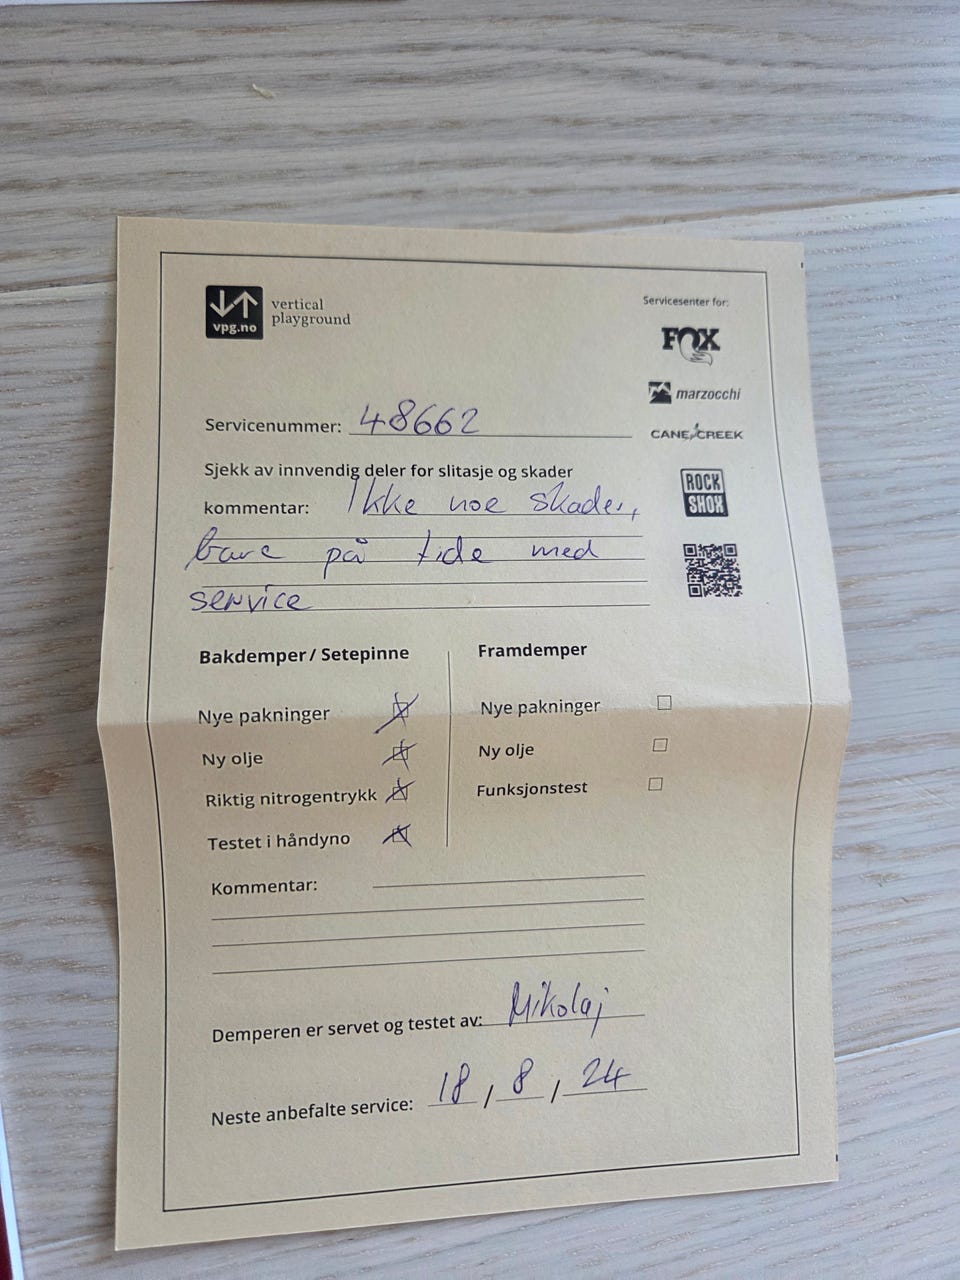 vpg.no
vertical
playground
Servicesenter for:
FOX
marzocchi
CANE CREEK
ROCK
SHOX
Servicenummer: 48662
Sjekk av innvendig deler for slitasje og skader
kommentar: Ikke noe skader,
bare på tide med
service
Bakdemper / Setepinne
Nye pakninger
Ny olje
Riktig nitrogentrykk
Testet i håndyno
Framdemper
Nye pakninger
Ny olje
Funksjonstest
Kommentar:
Demperen er servet og testet av: Mikolaj
Neste anbefalte service: 18, 8, 24